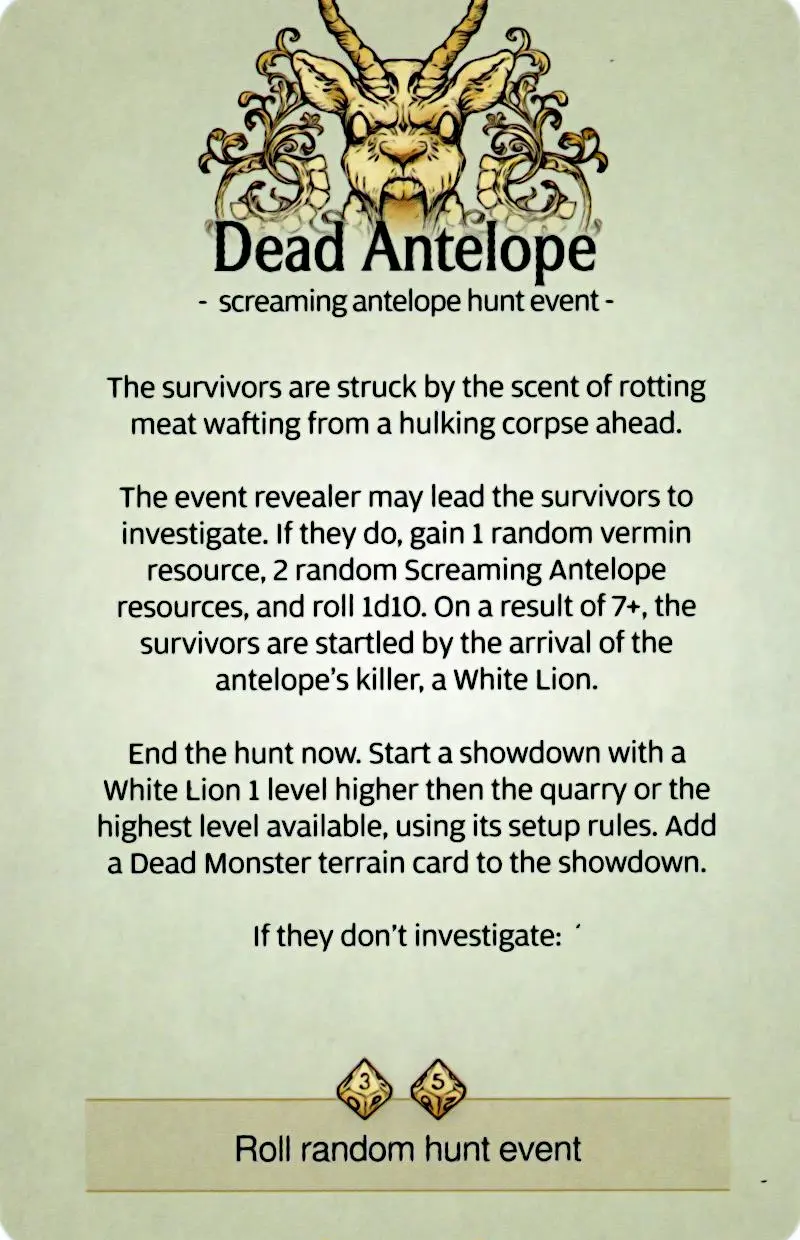 Dead Antelope
- screaming antelope hunt event -
The survivors are struck by the scent of rotting
meat wafting from a hulking corpse ahead.
The event revealer may lead the survivors to
investigate. If they do, gain 1 random vermin
resource, 2 random Screaming Antelope
resources, and roll 1d10. On a result of 7+, the
survivors are startled by the arrival of the
antelope's killer, a White Lion.
End the hunt now. Start a showdown with a
White Lion 1 level higher then the quarry or the
highest level available, using its setup rules. Add
a Dead Monster terrain card to the showdown.
If they don't investigate:
3 5
Roll random hunt event